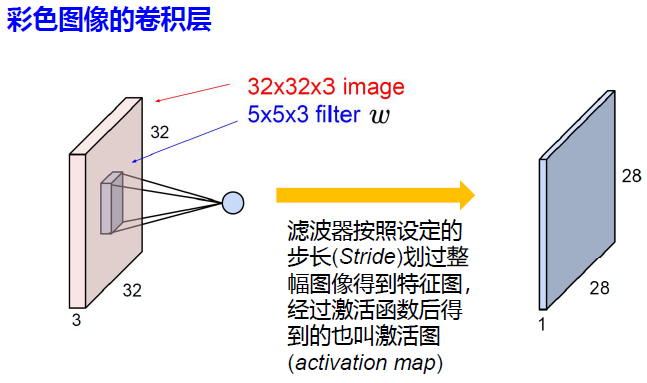 彩色图像的卷积层
32x32x3 image
5x5x3 filter w
32
32
3
滤波器按照设定的
步长(Stride)划过整
幅图像得到特征图，
经过激活函数后得
到的也叫激活图
(activation map)
28
28
1